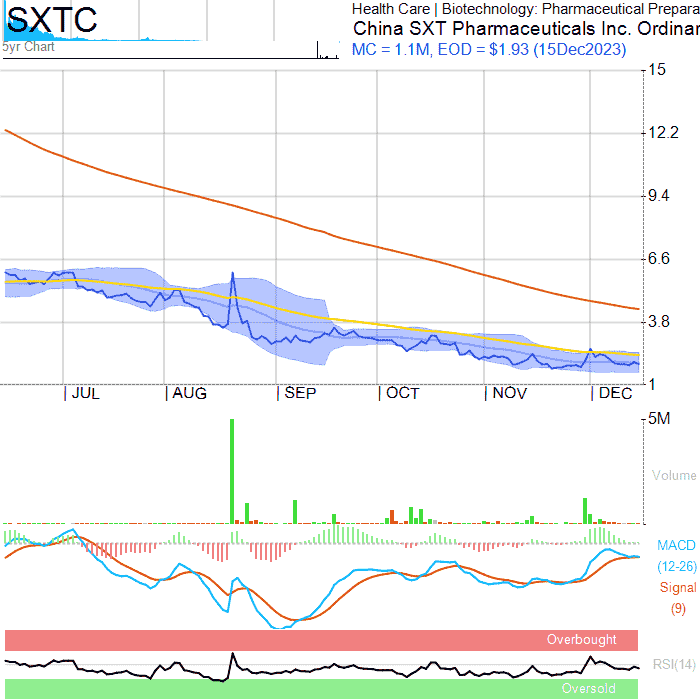 SXTC
Health Care | Biotechnology: Pharmaceutical Prepara
China SXT Pharmaceuticals Inc. Ordinar
5yr Chart
MC = 1.1M, EOD = $1.93 (15Dec2023)
15
12.2
9.4
6.6
3.8
1
JUL
AUG
SEP
OCT
NOV
DEC
5M
Volume
MACD
(12-26)
Signal
(9)
Overbought
RSI(14)
Oversold